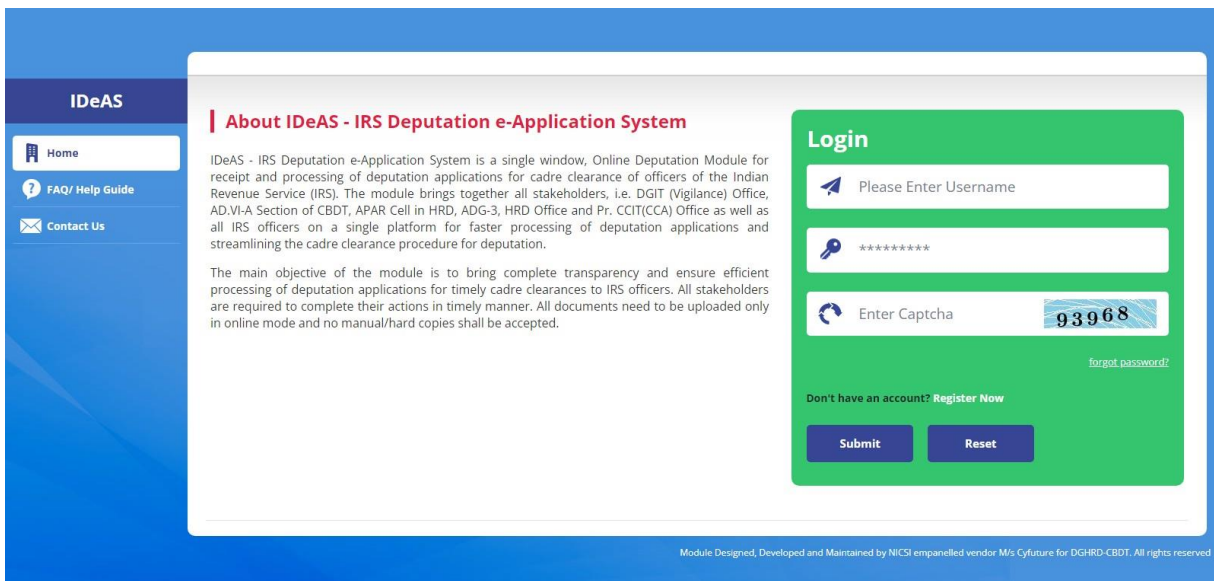 IDeAS
Home
FAQ/ Help Guide
Contact Us
About IDeAS - IRS Deputation e-Application System
IDeAS - IRS Deputation e-Application System is a single window, Online Deputation Module for
receipt and processing of deputation applications for cadre clearance of officers of the Indian
Revenue Service (IRS). The module brings together all stakeholders, i.e. DGIT (Vigilance) Office,
AD.VI-A Section of CBDT, APAR Cell in HRD, ADG-3, HRD Office and Pr. CCIT(CCA) Office as well as
all IRS officers on a single platform for faster processing of deputation applications and
streamlining the cadre clearance procedure for deputation.
The main objective of the module is to bring complete transparency and ensure efficient
processing of deputation applications for timely cadre clearances to IRS officers. All stakeholders
are required to complete their actions in timely manner. All documents need to be uploaded only
in online mode and no manual/hard copies shall be accepted.
Login
Please Enter Username
*********
Enter Captcha
93968
forgot password?
Don't have an account? Register Now
Submit
Reset
Module Designed, Developed and Maintained by NICSI empanelled vendor M/s Cyfuture for DGHRD-CBDT. All rights reserved